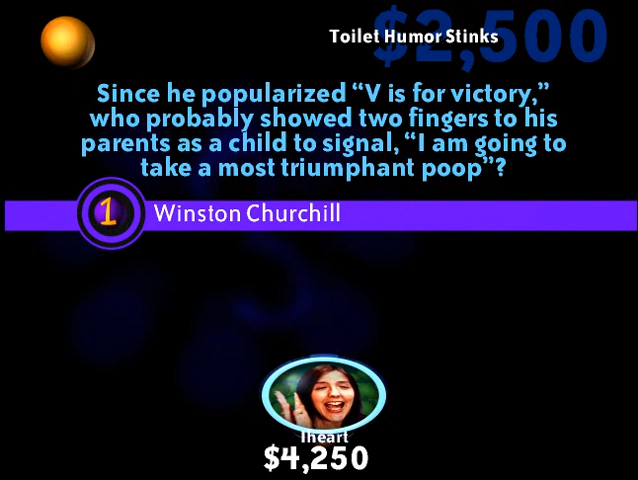 $2,500
Toilet Humor Stinks
Since he popularized “V is for victory,”
who probably showed two fingers to his
parents as a child to signal, “I am going to
take a most triumphant poop”?
1 Winston Churchill
Iheart
$4,250